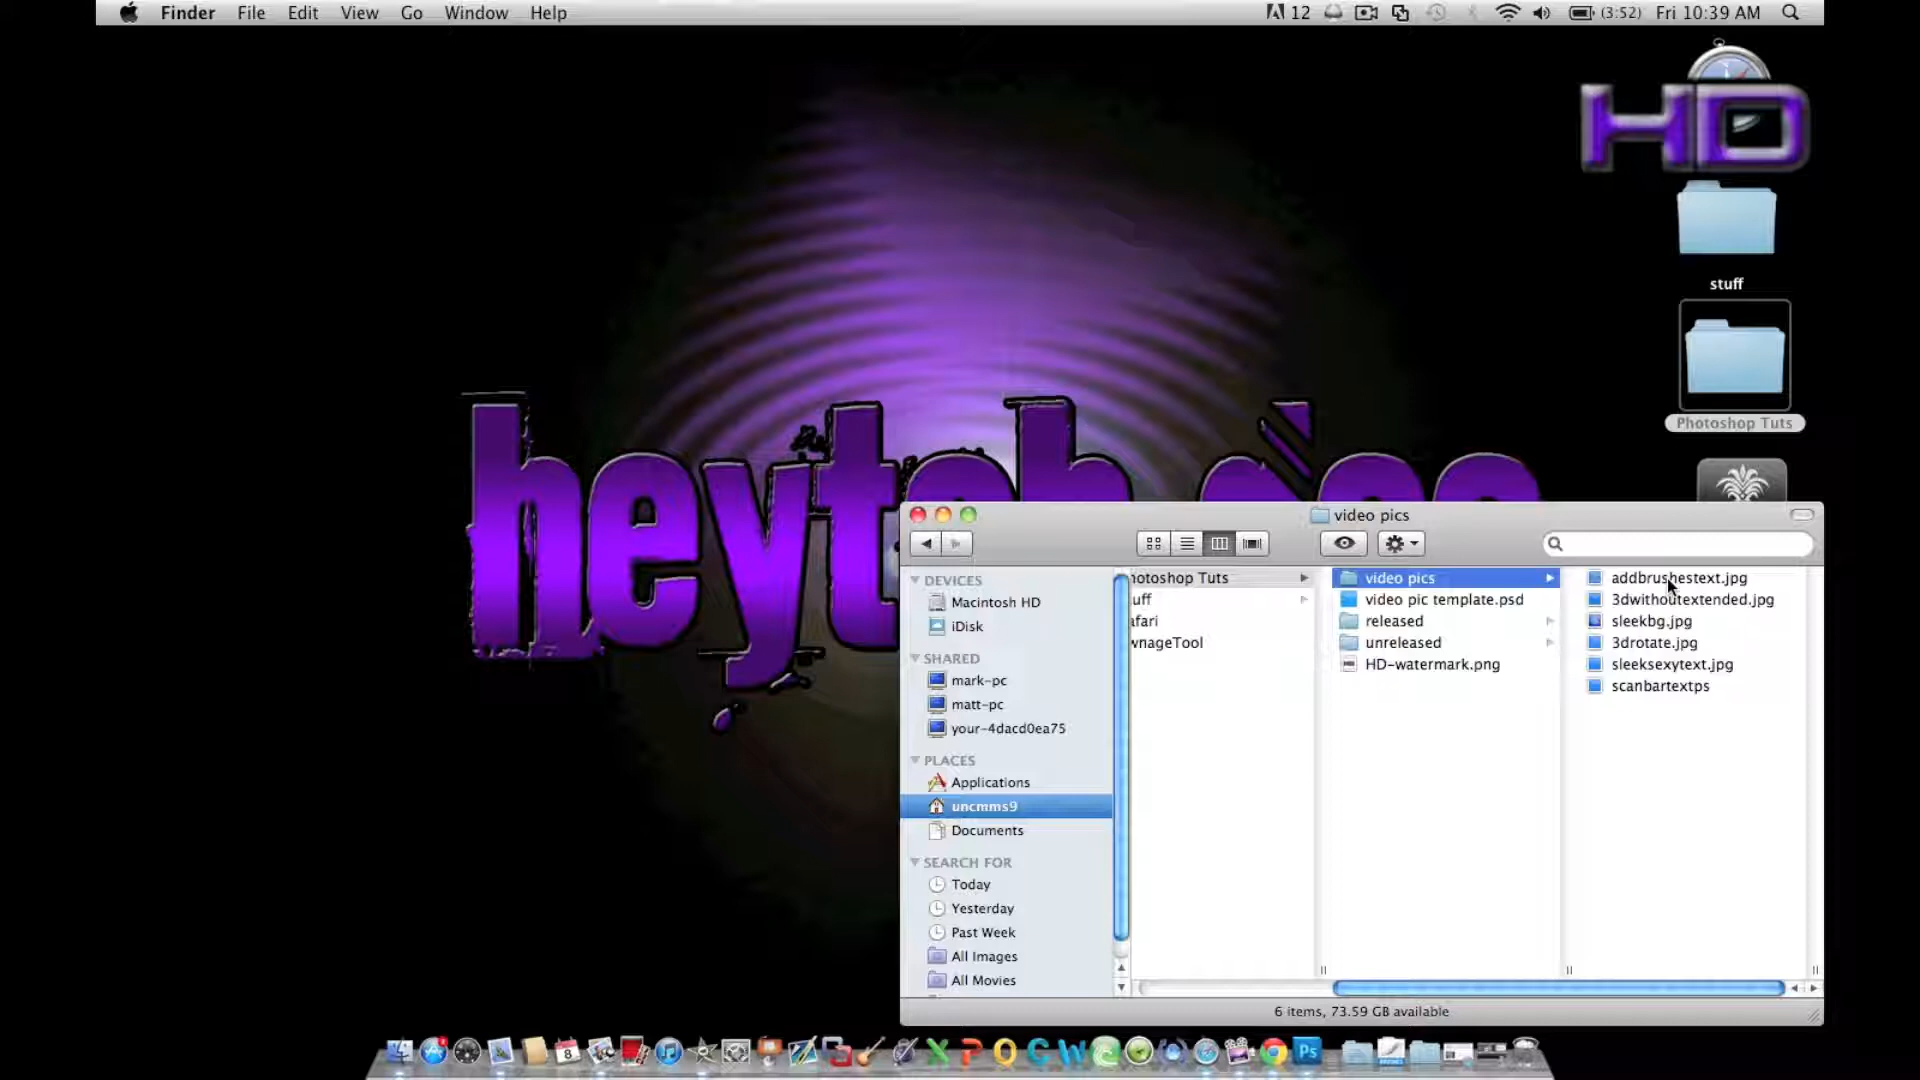 Finder File Edit View Go Window Help
12 (3:52) Fri 10:39 AM
HD
stuff
Photoshop Tuts
video pics
DEVICES
Macintosh HD
iDisk
SHARED
mark-pc
matt-pc
your-4dacd0ea75
PLACES
Applications
uncmms9
Documents
SEARCH FOR
Today
Yesterday
Past Week
All Images
All Movies
otoshop Tuts
uff
afari
wnageTool
video pics
video pic template.psd
released
unreleased
HD-watermark.png
addbrushestext.jpg
3dwithoutextended.jpg
sleekbg.jpg
3drotate.jpg
sleeksexytext.jpg
scanbartextps
6 items, 73.59 GB available
8
Ps